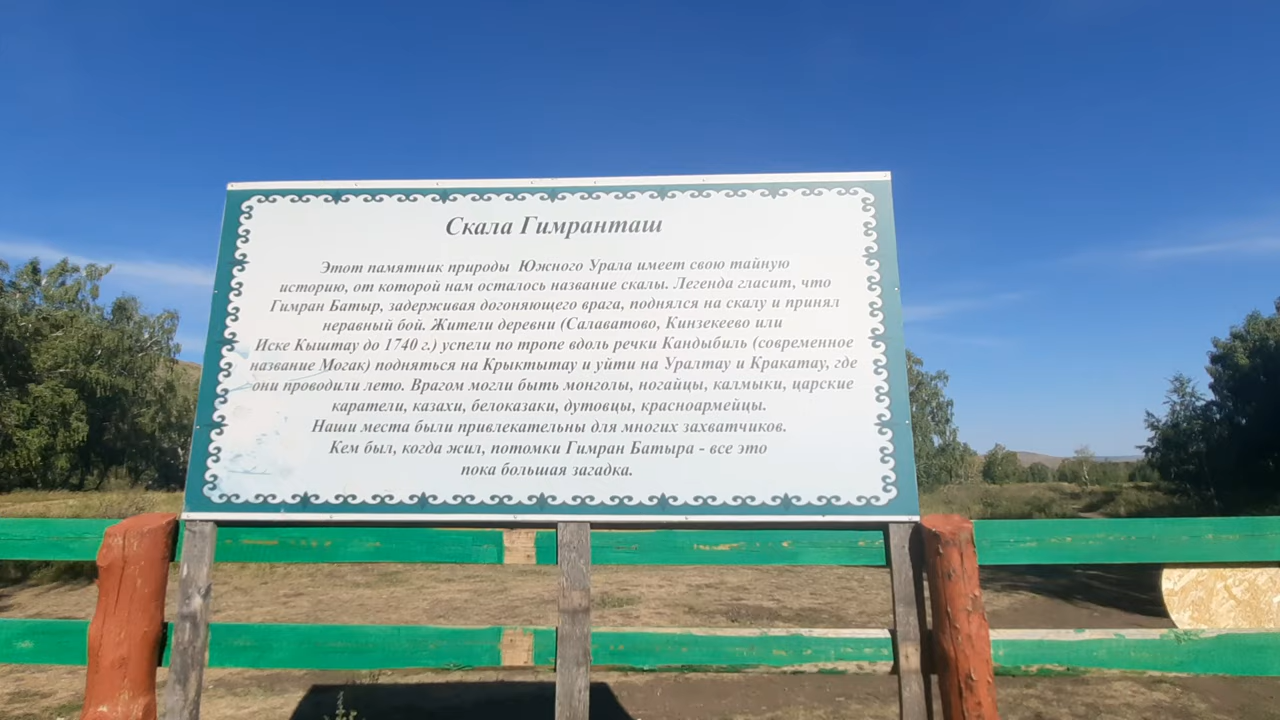 Скала Гимранташ
Этот памятник природы Южного Урала имеет свою тайную
историю, от которой нам осталось название скалы. Легенда гласит, что
Гимран Батыр, задерживая догоняющего врага, поднялся на скалу и принял
неравный бой. Жители деревни (Салаватово, Кинзекеево или
Иске Кыштау до 1740 г.) успели по тропе вдоль речки Кандыбиль (современное
название Могак) подняться на Крыктытау и уйти на Уралтау и Кракатау, где
они проводили лето. Врагом могли быть монголы, ногайцы, калмыки, царские
каратели, казахи, белоказаки, дутовцы, красноармейцы.
Наши места были привлекательны для многих захватчиков.
Кем был, когда жил, потомки Гимран Батыра - все это
пока большая загадка.